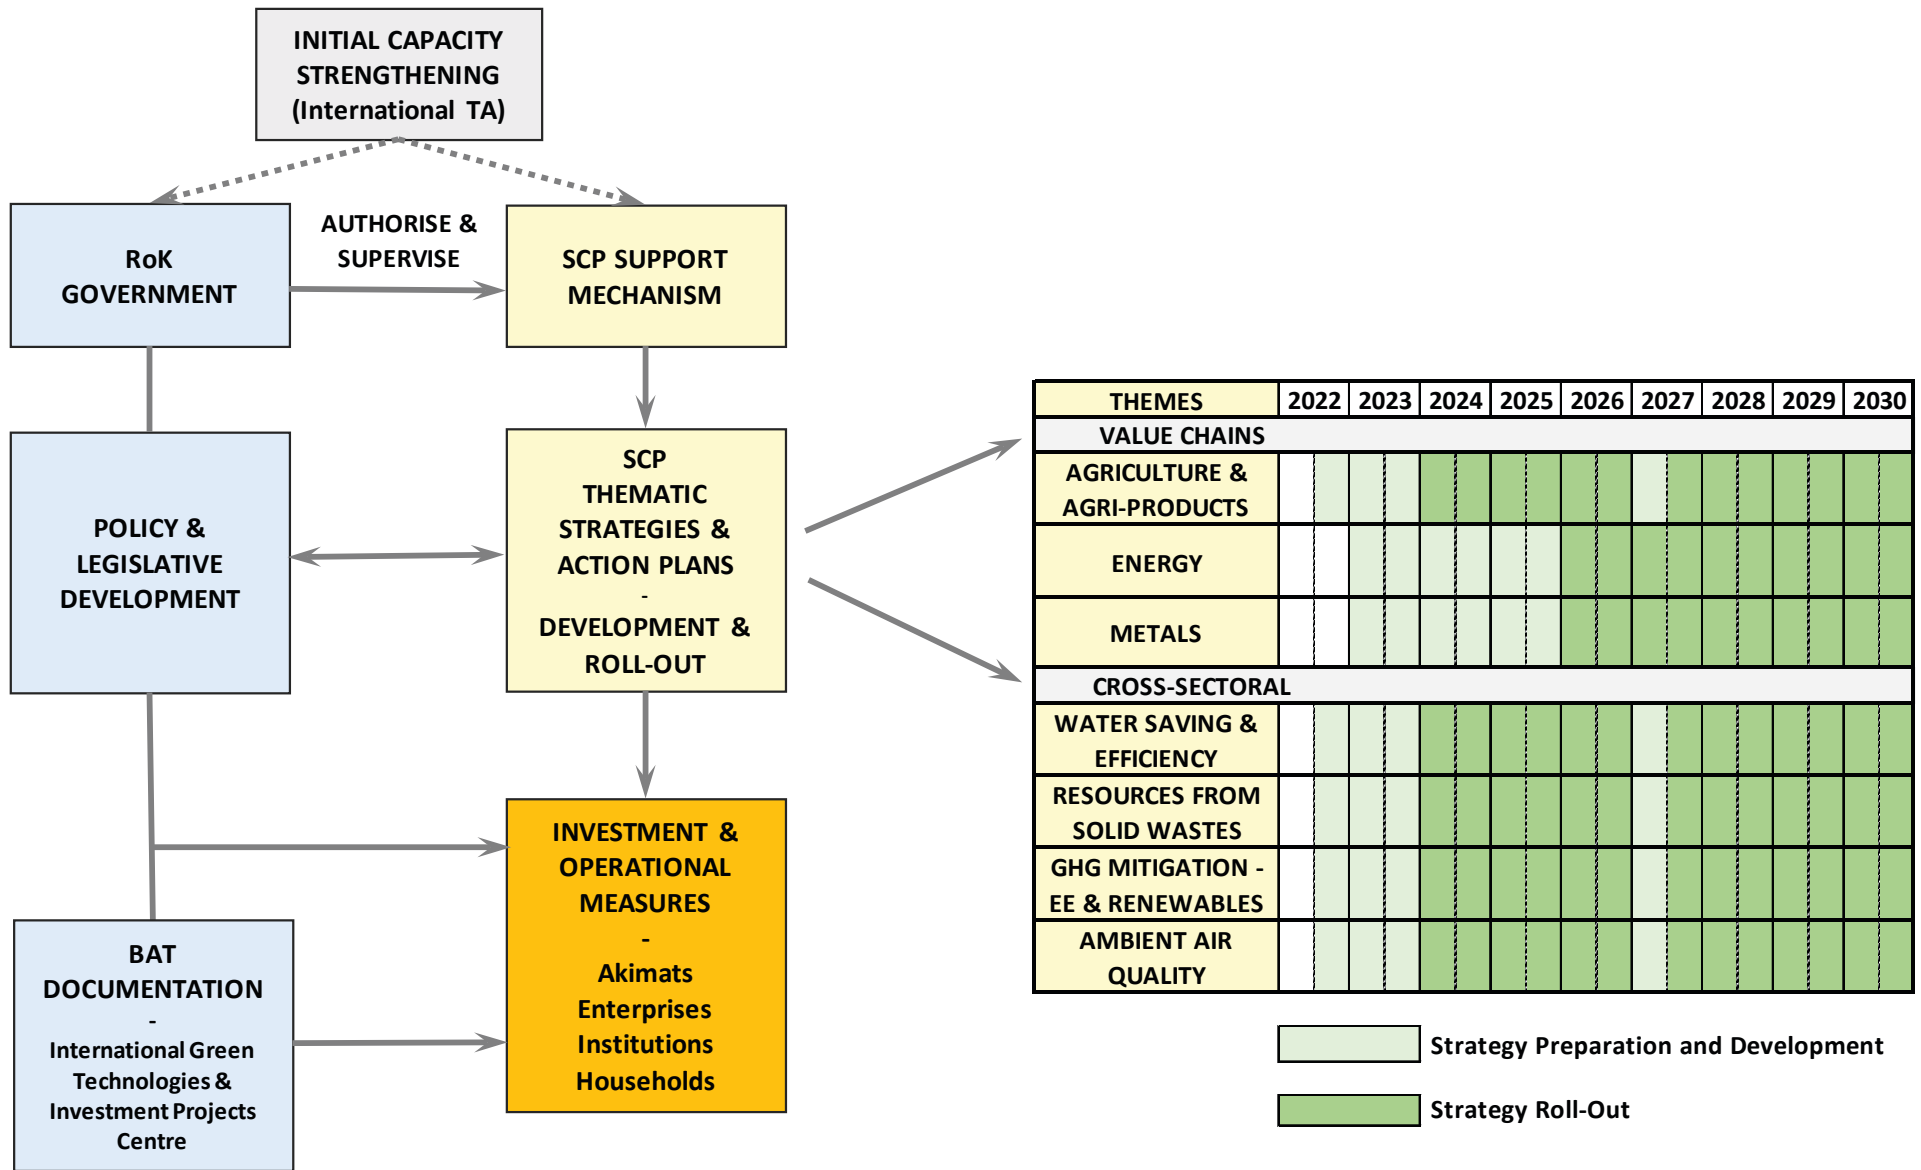 INITIAL CAPACITY
STRENGTHENING
(International TA)
RoK
GOVERNMENT
AUTHORISE &
SUPERVISE
SCP SUPPORT
MECHANISM
POLICY &
LEGISLATIVE
DEVELOPMENT
SCP
THEMATIC
STRATEGIES &
ACTION PLANS
-
DEVELOPMENT &
ROLL-OUT
BAT
DOCUMENTATION
-
International Green
Technologies &
Investment Projects
Centre
INVESTMENT &
OPERATIONAL
MEASURES
-
Akimats
Enterprises
Institutions
Households
THEMES 2022 2023 2024 2025 2026 2027 2028 2029 2030
VALUE CHAINS
AGRICULTURE &
AGRI-PRODUCTS
ENERGY
METALS
CROSS-SECTORAL
WATER SAVING &
EFFICIENCY
RESOURCES FROM
SOLID WASTES
GHG MITIGATION -
EE & RENEWABLES
AMBIENT AIR
QUALITY
Strategy Preparation and Development
Strategy Roll-Out